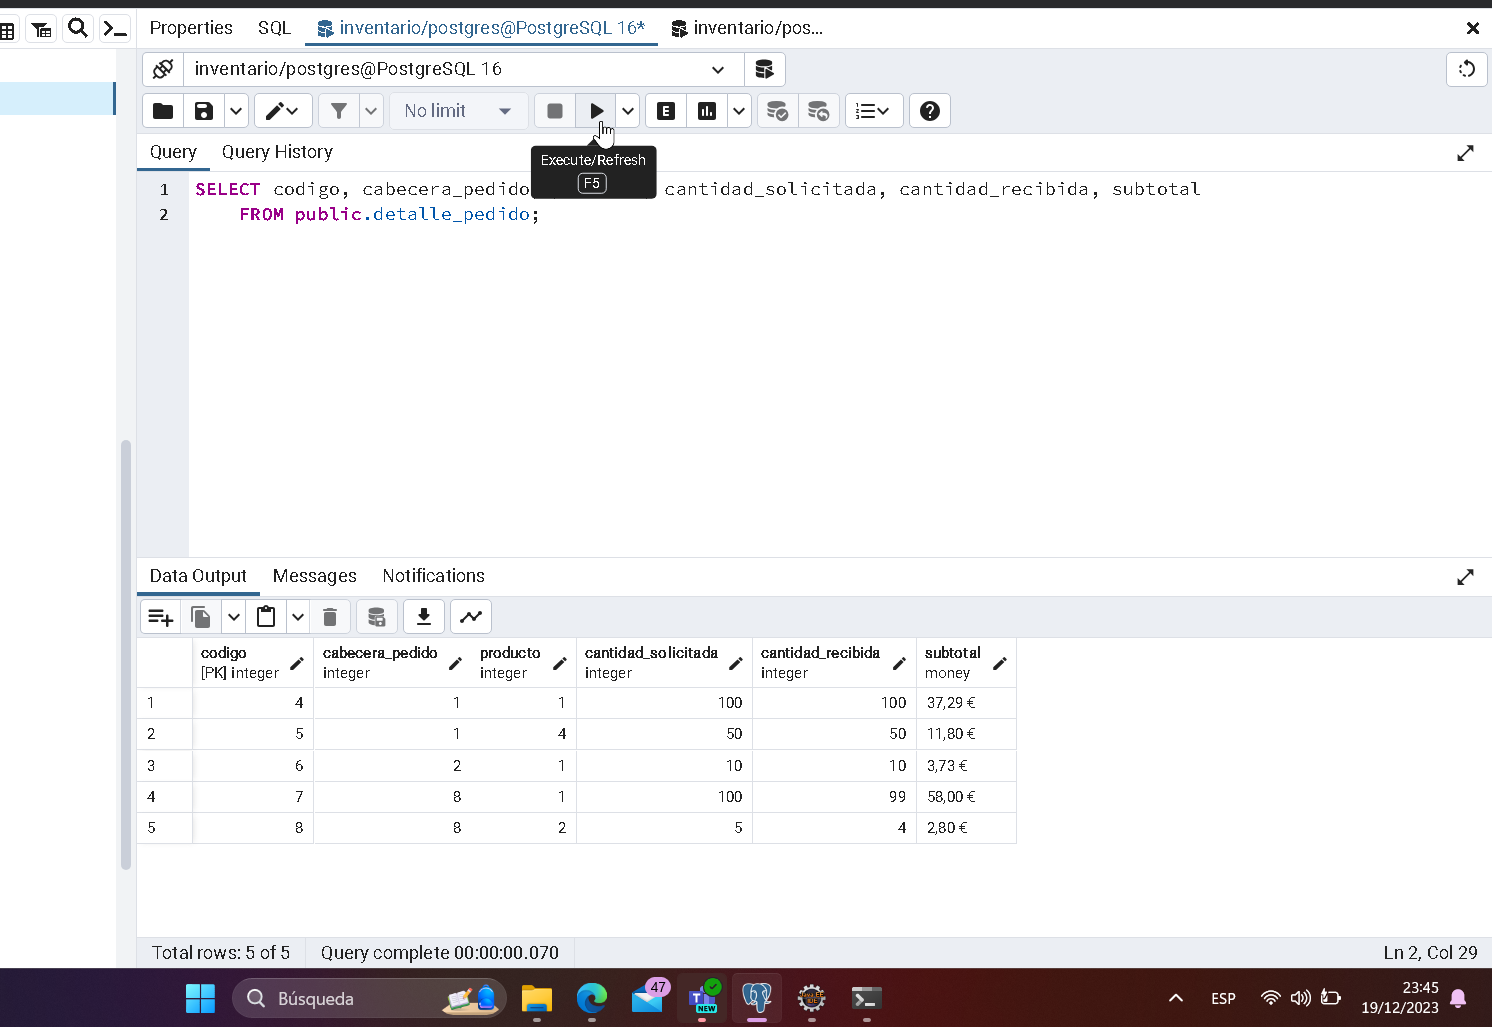 Properties SQL inventario/postgres@PostgreSQL 16* inventario/pos...
inventario/postgres@PostgreSQL 16
No limit E
Query Query History
Execute/Refresh
F5
1 SELECT codigo, cabecera_pedido cantidad_solicitada, cantidad_recibida, subtotal
2 FROM public.detalle_pedido;
Data Output Messages Notifications
codigo cabecera_pedido producto cantidad_solicitada cantidad_recibida subtotal
[PK] integer integer integer integer integer money
1 4 1 1 100 100 37,29 €
2 5 1 4 50 50 11,80 €
3 6 2 1 10 10 3,73 €
4 7 8 1 100 99 58,00 €
5 8 8 2 5 4 2,80 €
Total rows: 5 of 5 Query complete 00:00:00.070 Ln 2, Col 29
Búsqueda 47 T NEW ESP 23:45
19/12/2023